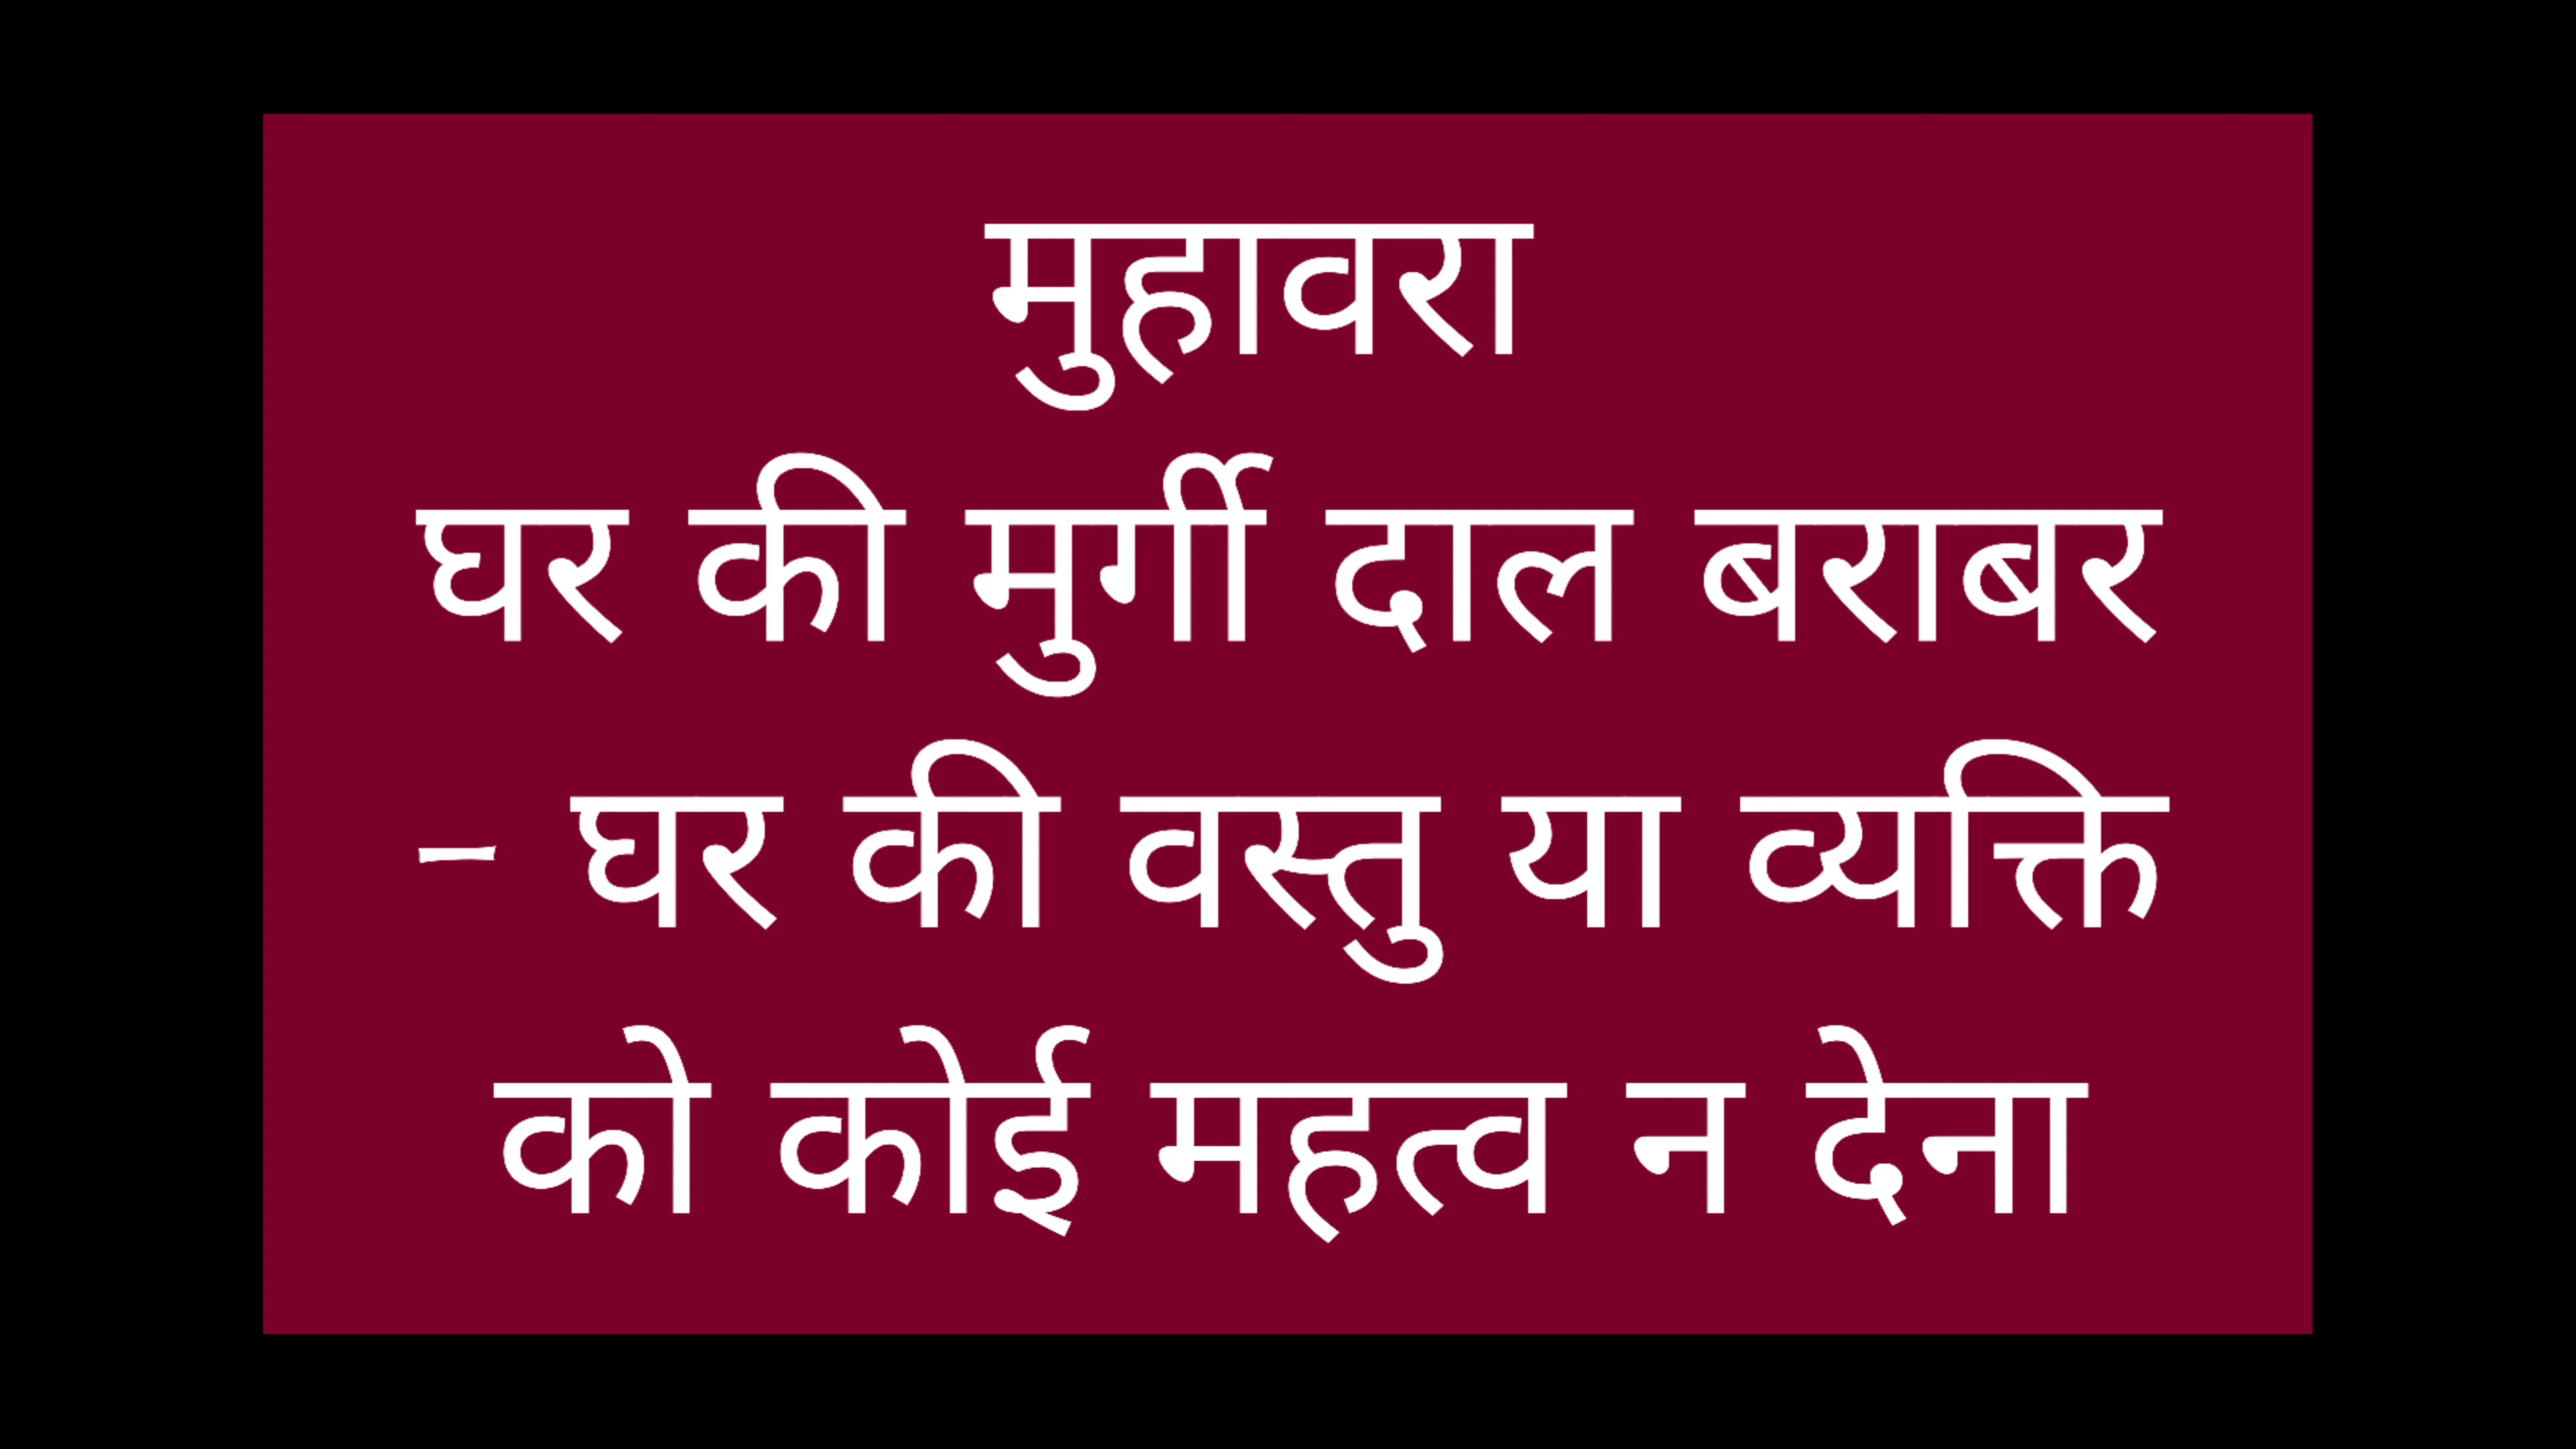 मुहावरा
घर की मुर्गी दाल बराबर
– घर की वस्तु या व्यक्ति
को कोई महत्व न देना